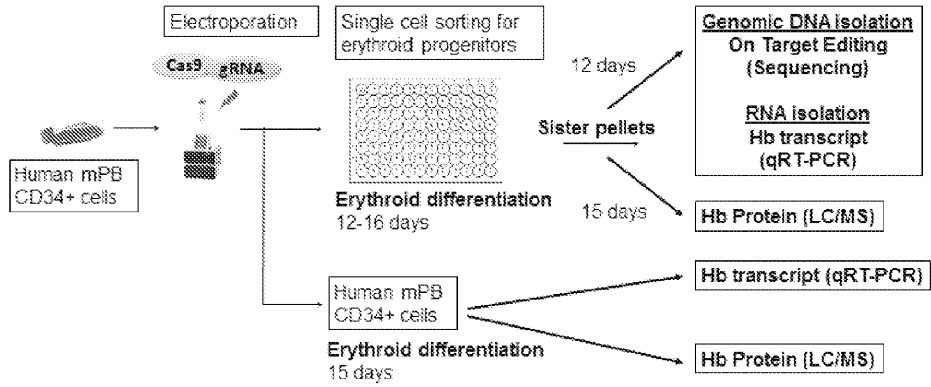 Electroporation
Single cell sorting for
erythroid progenitors
Cas9
gRNA
Human mPB
CD34+ cells
Erythroid differentiation
12-16 days
Sister pellets
12 days
15 days
Genomic DNA isolation
On Target Editing
(Sequencing)
RNA isolation
Hb transcript
(qRT-PCR)
Hb Protein (LC/MS)
Human mPB
CD34+ cells
Erythroid differentiation
15 days
Hb transcript (qRT-PCR)
Hb Protein (LC/MS)